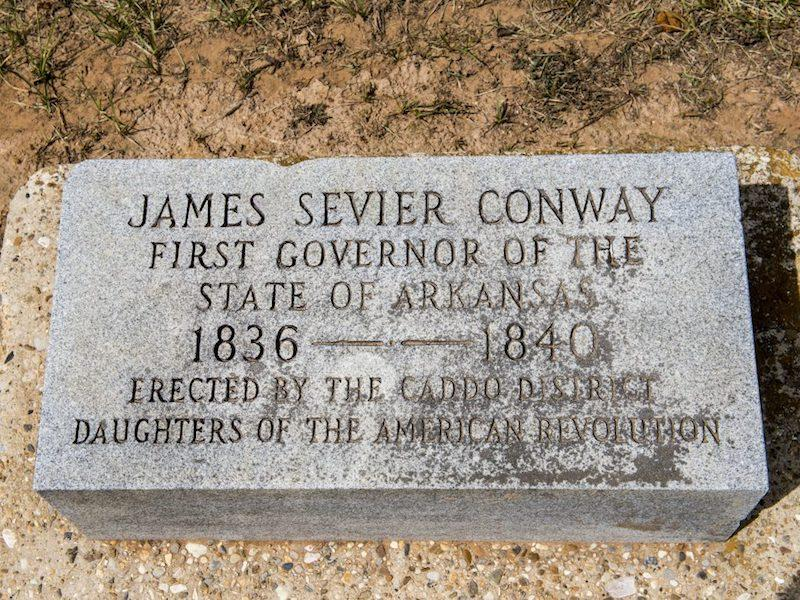 JAMES SEVIER CONWAY
FIRST GOVERNOR OF THE
STATE OF ARKANSAS
1836 —·— 1840
ERECTED BY THE CADDO DISTRICT
DAUGHTERS OF THE AMERICAN REVOLUTION